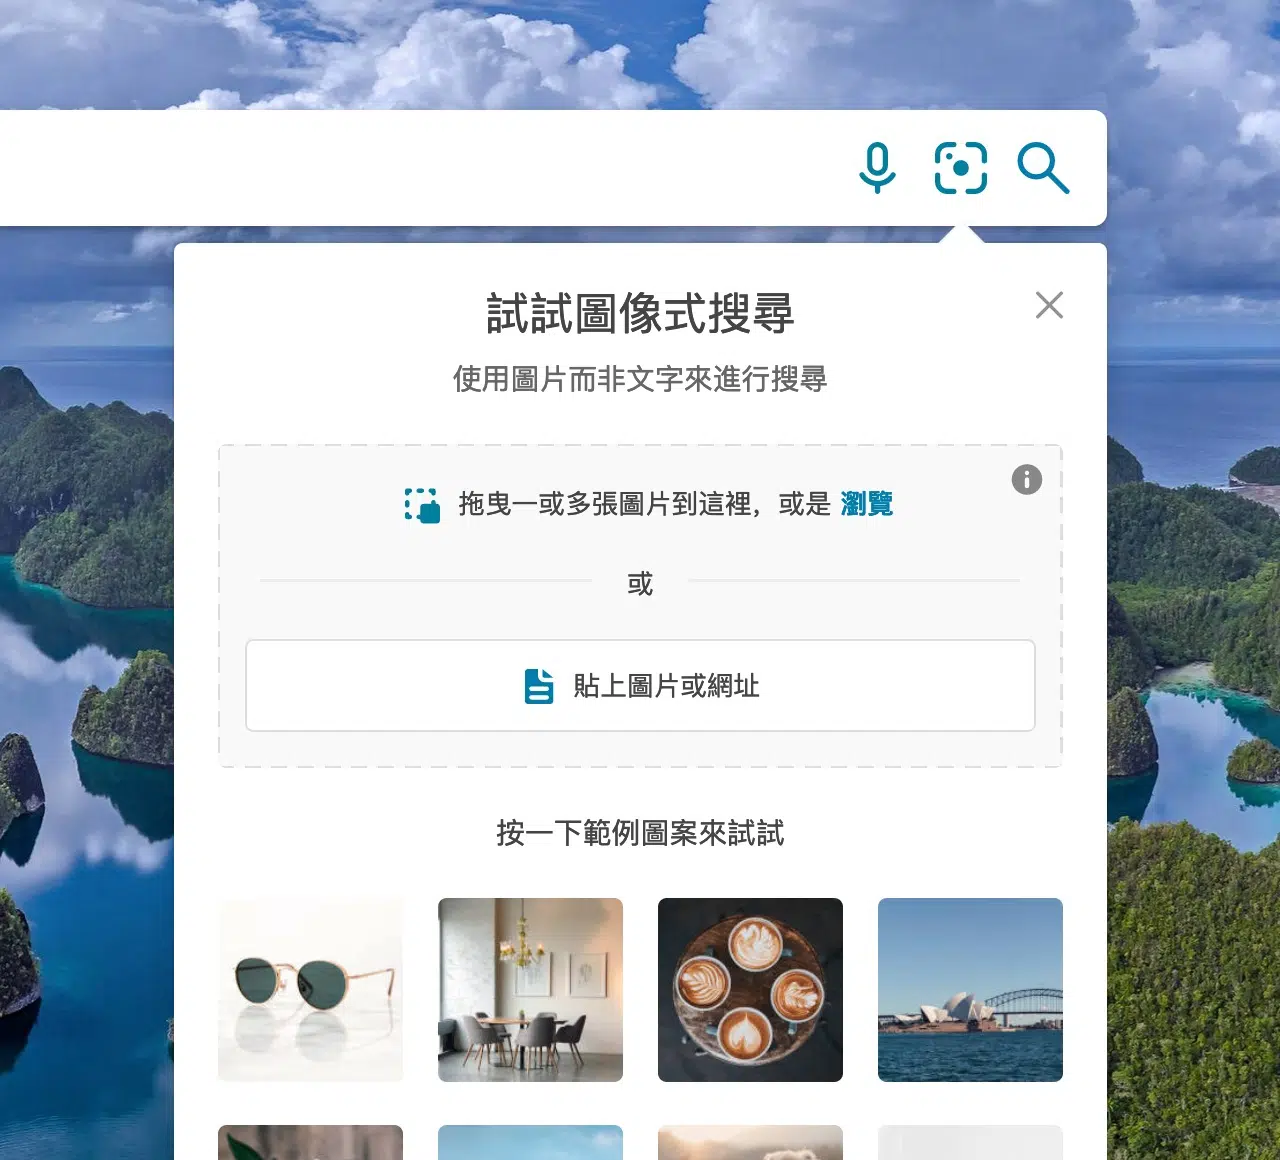 試試圖像式搜尋
使用圖片而非文字來進行搜尋
拖曳一或多張圖片到這裡，或是 瀏覽
或
貼上圖片或網址
按一下範例圖案來試試